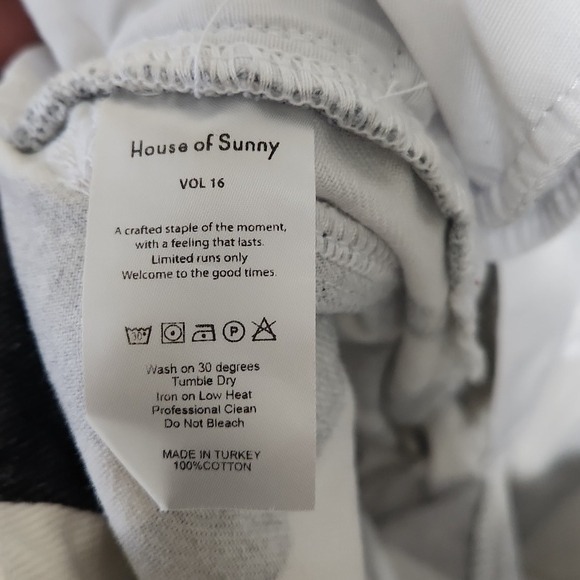 House of Sunny
VOL 16
A crafted staple of the moment,
with a feeling that lasts.
Limited runs only
Welcome to the good times.
30°
P
Wash on 30 degrees
Tumble Dry
Iron on Low Heat
Professional Clean
Do Not Bleach
MADE IN TURKEY
100%COTTON